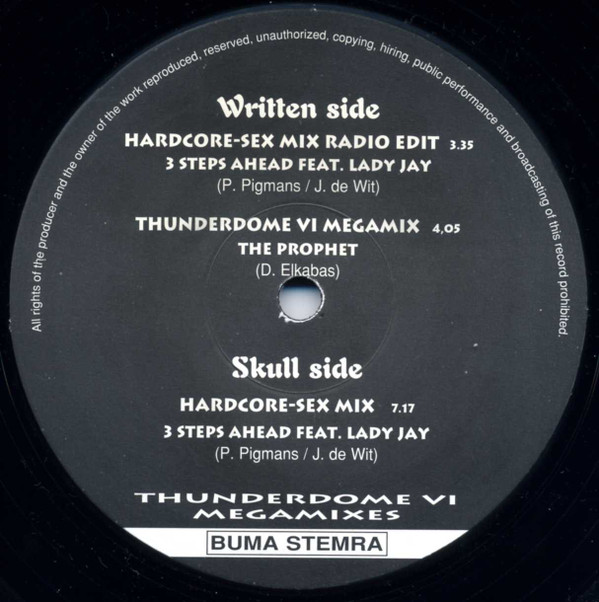 All rights of the producer and the owner of the work reproduced, reserved, unauthorized, copying, hiring, public performance and broadcasting of this record prohibited.
Written side
HARDCORE-SEX MIX RADIO EDIT 3.35
3 STEPS AHEAD FEAT. LADY JAY
(P. Pigmans / J. de Wit)
THUNDERDOME VI MEGAMIX 4,05
THE PROPHET
(D. Elkabas)
Skull side
HARDCORE-SEX MIX 7.17
3 STEPS AHEAD FEAT. LADY JAY
(P. Pigmans / J. de Wit)
THUNDERDOME VI
MEGAMIXES
BUMA STEMRA